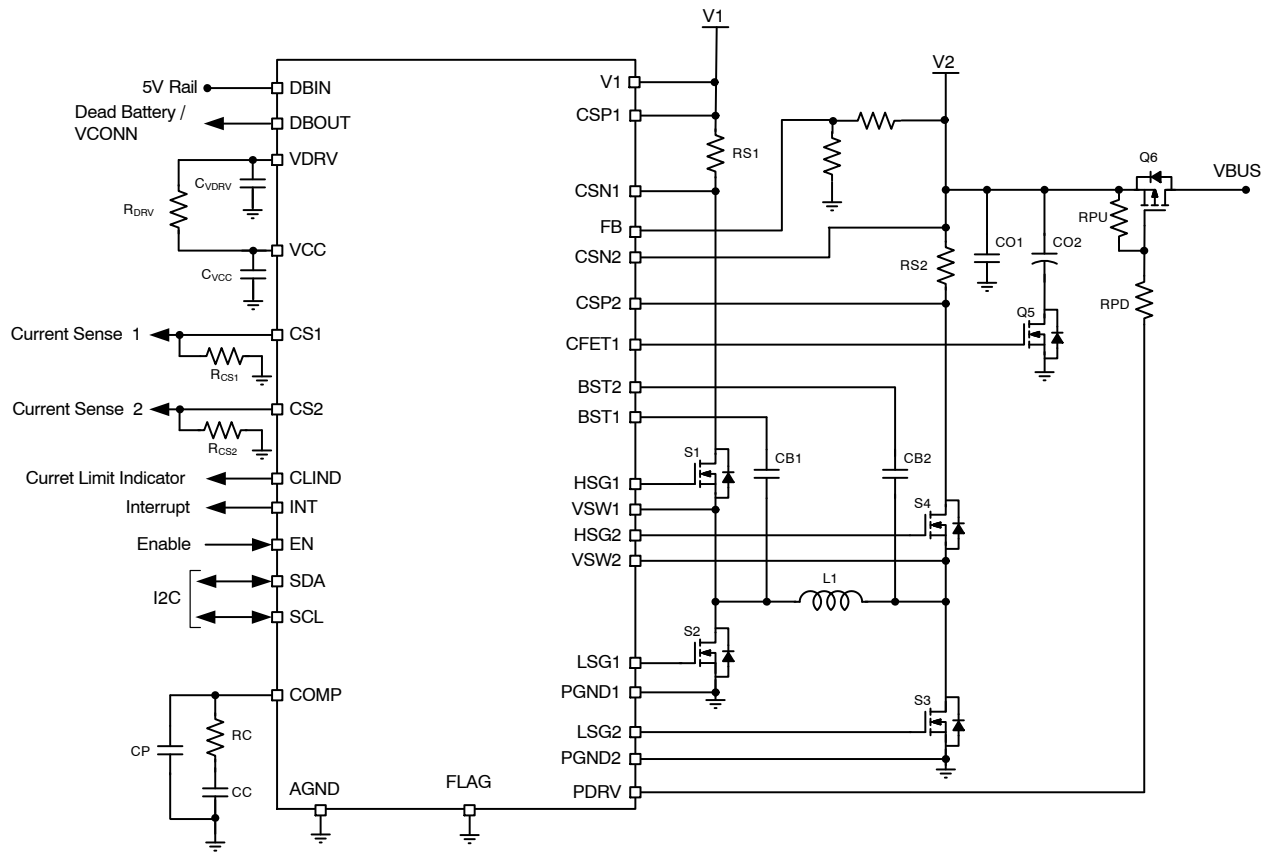 V1
V2
5V Rail
DBIN
Dead Battery /
VCONN
DBOUT
VDRV
CVDRV
RDRV
VCC
CVCC
Current Sense 1
CS1
RCS1
Current Sense 2
CS2
RCS2
Curret Limit Indicator
CLIND
Interrupt
INT
Enable
EN
I2C
SDA
SCL
COMP
CP
RC
CC
AGND
FLAG
V1
CSP1
RS1
CSN1
FB
CSN2
RS2
CSP2
CFET1
BST2
BST1
HSG1
VSW1
HSG2
VSW2
LSG1
PGND1
LSG2
PGND2
PDRV
S1
CB1
CB2
S4
L1
S2
S3
CO1
CO2
Q5
RPU
RPD
Q6
VBUS